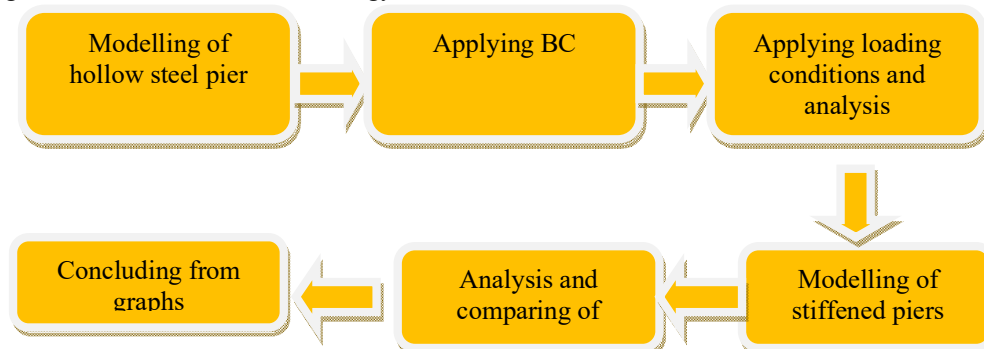 Modelling of
hollow steel pier
Applying BC
Applying loading
conditions and
analysis
Modelling of
stiffened piers
Analysis and
comparing of
Concluding from
graphs